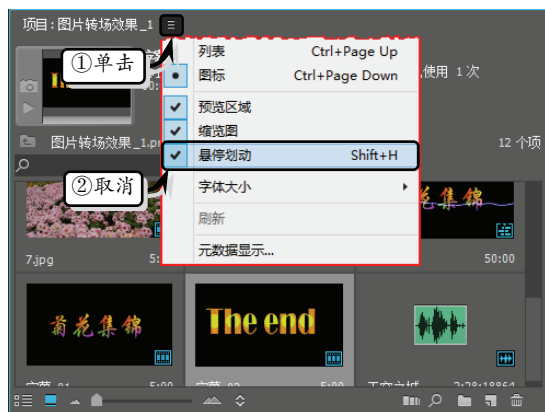 项目:图片转场效果_1
①单击
列表 Ctrl+Page Up
图标 Ctrl+Page Down
使用 1次
预览区域
缩览图
图片转场效果_1.pr
12 个项
悬停划动 Shift+H
②取消
字体大小
刷新
元数据显示...
花集锦
7.jpg
50:00
菊花集锦
The end